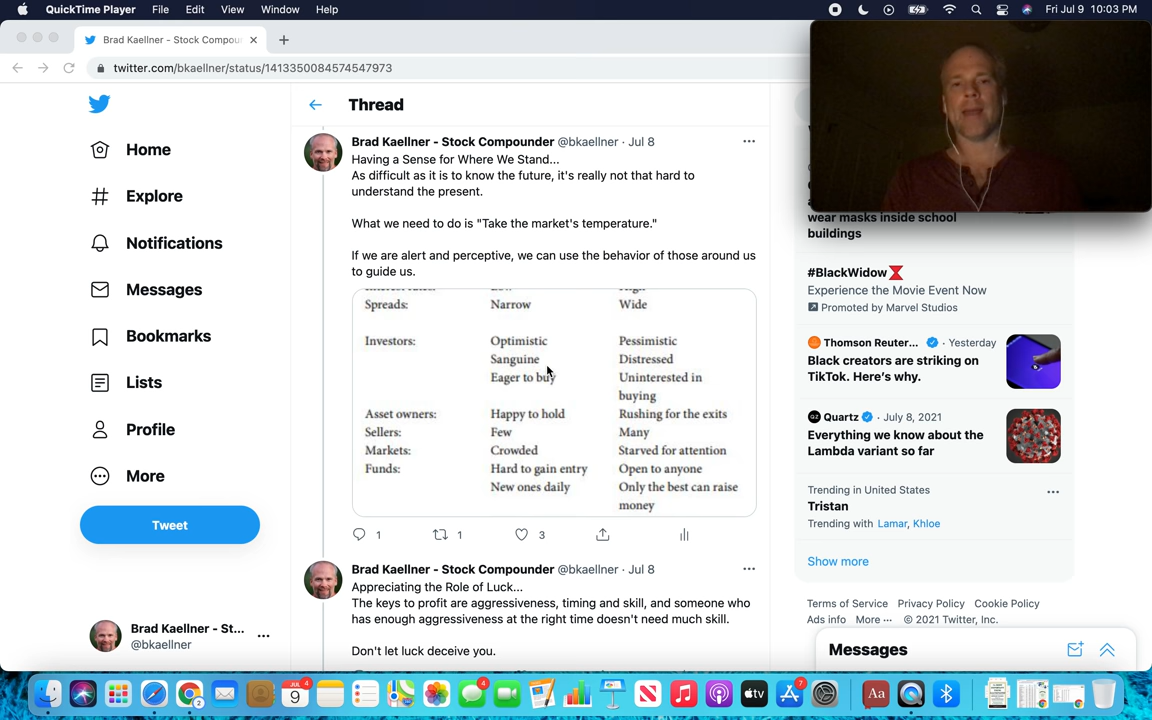 QuickTime Player File Edit View Window Help
Fri Jul 9 10:03 PM
Brad Kaellner - Stock Compou
twitter.com/bkaellner/status/1413350084574547973
Home
Explore
Notifications
Messages
Bookmarks
Lists
Profile
More
Tweet
Brad Kaellner - St...
@bkaellner
Thread
Brad Kaellner - Stock Compounder @bkaellner · Jul 8
Having a Sense for Where We Stand...
As difficult as it is to know the future, it's really not that hard to
understand the present.
What we need to do is "Take the market's temperature."
If we are alert and perceptive, we can use the behavior of those around us
to guide us.
Spreads: Narrow Wide
Investors: Optimistic Pessimistic
Sanguine Distressed
Eager to buy Uninterested in
buying
Asset owners: Happy to hold Rushing for the exits
Sellers: Few Many
Markets: Crowded Starved for attention
Funds: Hard to gain entry Open to anyone
New ones daily Only the best can raise
money
1 1 3
Brad Kaellner - Stock Compounder @bkaellner · Jul 8
Appreciating the Role of Luck...
The keys to profit are aggressiveness, timing and skill, and someone who
has enough aggressiveness at the right time doesn't need much skill.
Don't let luck deceive you.
wear masks inside school
buildings
#BlackWidow
Experience the Movie Event Now
Promoted by Marvel Studios
Thomson Reuter... · Yesterday
Black creators are striking on
TikTok. Here's why.
Quartz · July 8, 2021
Everything we know about the
Lambda variant so far
Trending in United States
Tristan
Trending with Lamar, Khloe
Show more
Terms of Service Privacy Policy Cookie Policy
Ads info More ··· © 2021 Twitter, Inc.
Messages
4
JUL
9
2
4
7
tv
Aa